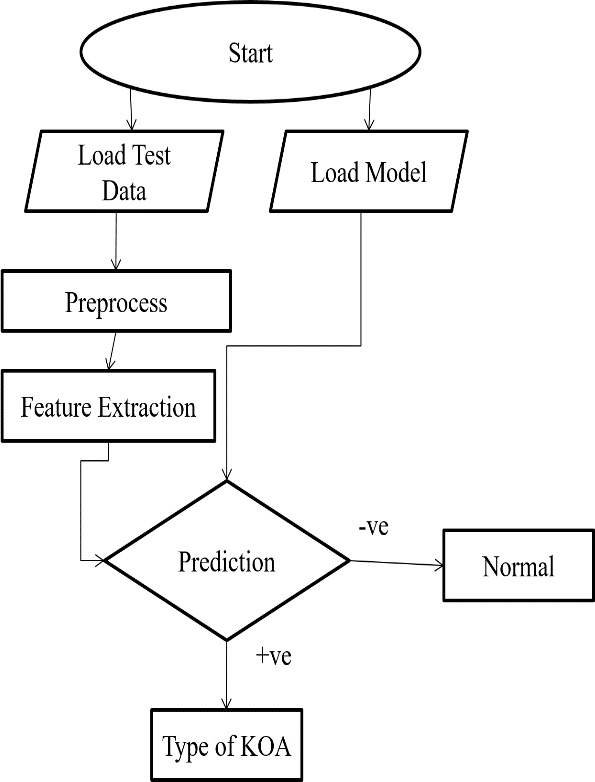 Start
Load Test
Data
Load Model
Preprocess
Feature Extraction
Prediction
-ve
Normal
+ve
Type of KOA